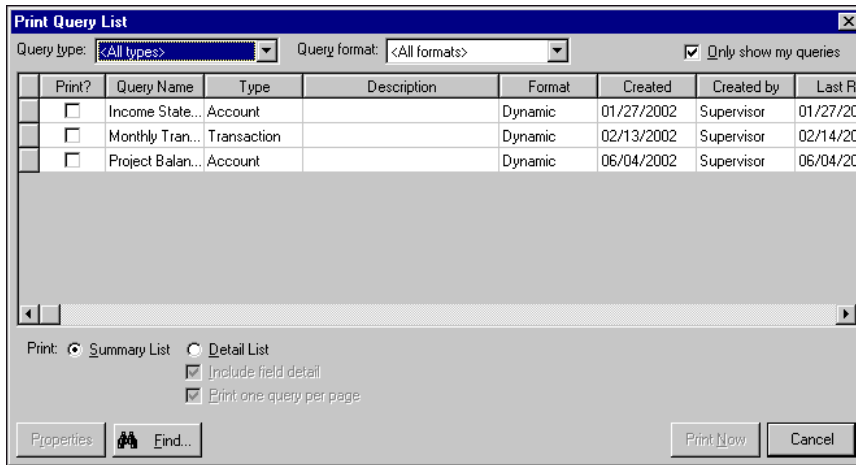 Print Query List
Query type: <All types> Query format: <All formats> Only show my queries
Print? Query Name Type Description Format Created Created by Last R
Income State... Account Dynamic 01/27/2002 Supervisor 01/27/20
Monthly Tran... Transaction Dynamic 02/13/2002 Supervisor 02/14/20
Project Balan... Account Dynamic 06/04/2002 Supervisor 06/04/20
Print: Summary List Detail List
Include field detail
Print one query per page
Properties Find... Print Now Cancel